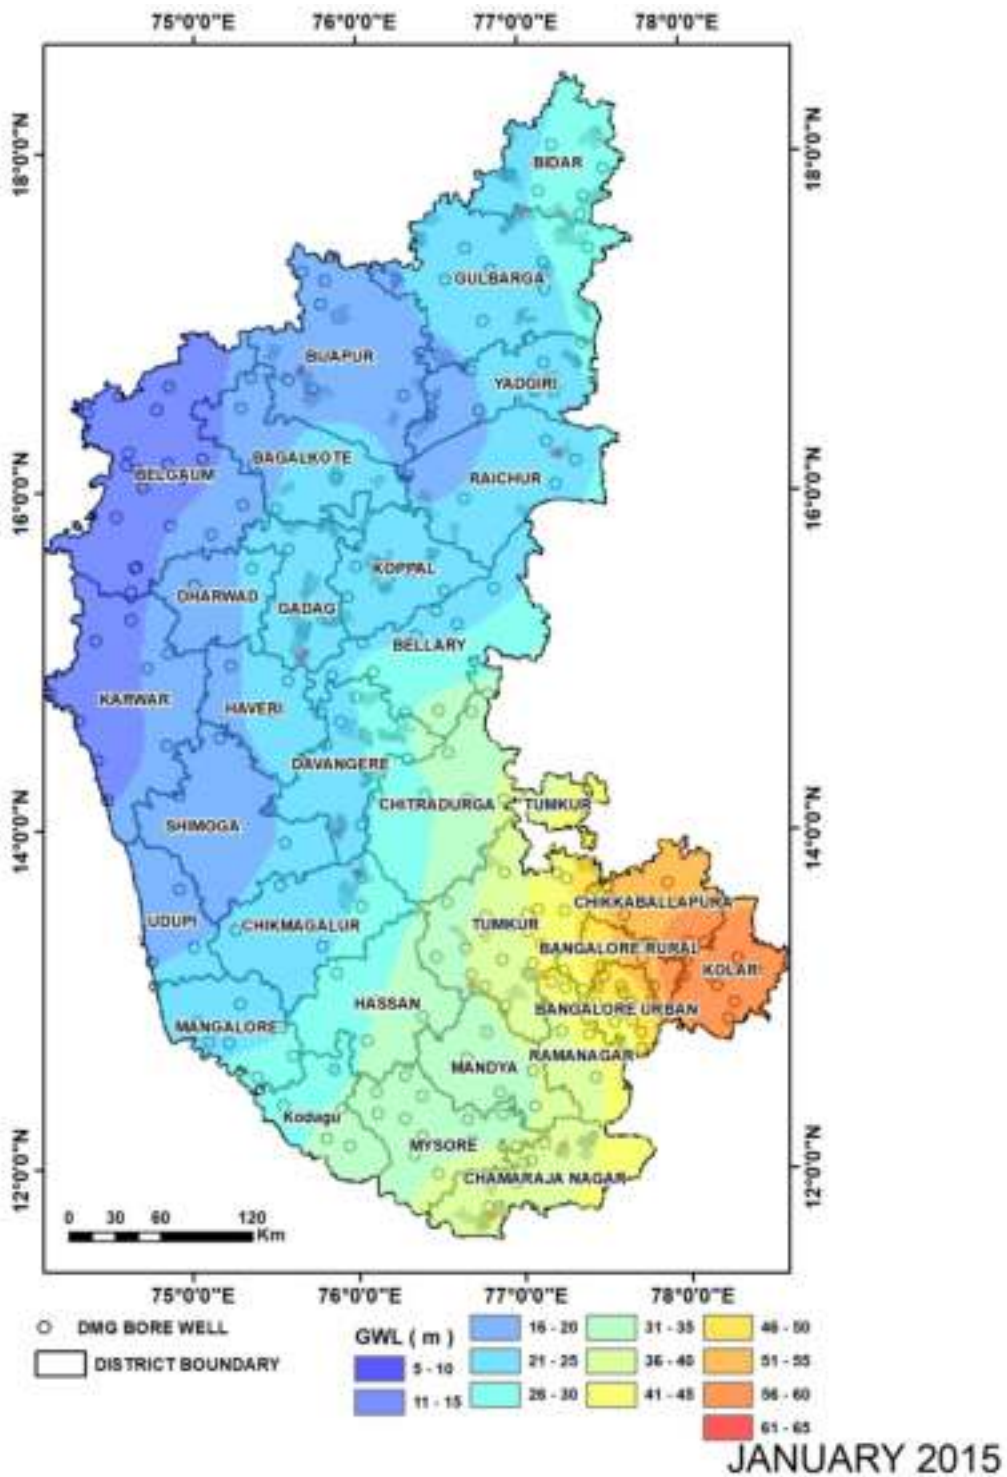 75°0'0"E 76°0'0"E 77°0'0"E 78°0'0"E
18°0'0"N 18°0'0"N
BIDAR
GULBARGA
BIJAPUR
YADGIRI
BAGALKOTE
BELGAUM
RAICHUR
16°0'0"N 16°0'0"N
KOPPAL
DHARWAD
GADAG
BELLARY
KARWAR
HAVERI
DAVANGERE
CHITRADURGA
TUMKUR
SHIMOGA
14°0'0"N 14°0'0"N
CHIKKABALLAPURA
UDUPI
CHIKMAGALUR
TUMKUR
BANGALORE RURAL
KOLARI
HASSAN
BANGALORE URBAN
MANGALORE
RAMANAGAR
MANDYA
Kodagu
MYSORE
CHAMARAJA NAGAR
12°0'0"N 12°0'0"N
0 30 60 120
Km
75°0'0"E 76°0'0"E 77°0'0"E 78°0'0"E
DMG BORE WELL
DISTRICT BOUNDARY
GWL ( m )
5 - 10
11 - 15
16 - 20
21 - 25
26 - 30
31 - 35
36 - 40
41 - 45
46 - 50
51 - 55
56 - 60
61 - 65
JANUARY 2015